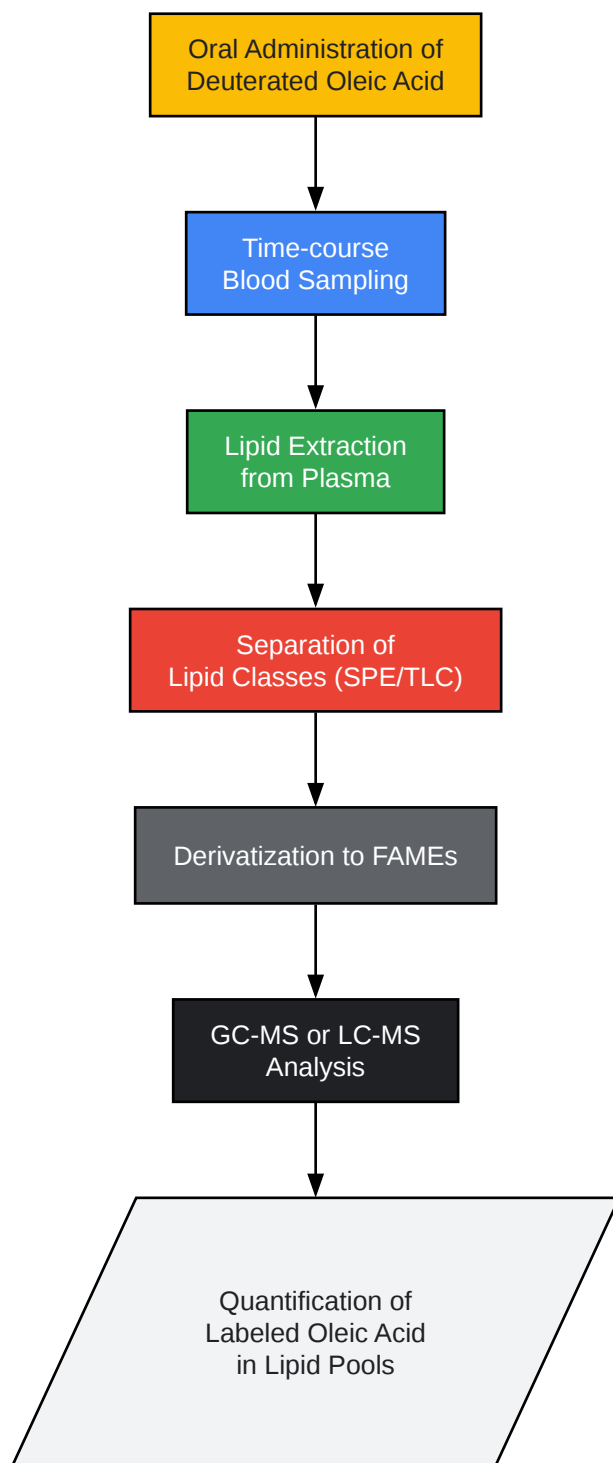 Oral Administration of
Deuterated Oleic Acid
Time-course
Blood Sampling
Lipid Extraction
from Plasma
Separation of
Lipid Classes (SPE/TLC)
Derivatization to FAMEs
GC-MS or LC-MS
Analysis
Quantification of
Labeled Oleic Acid
in Lipid Pools